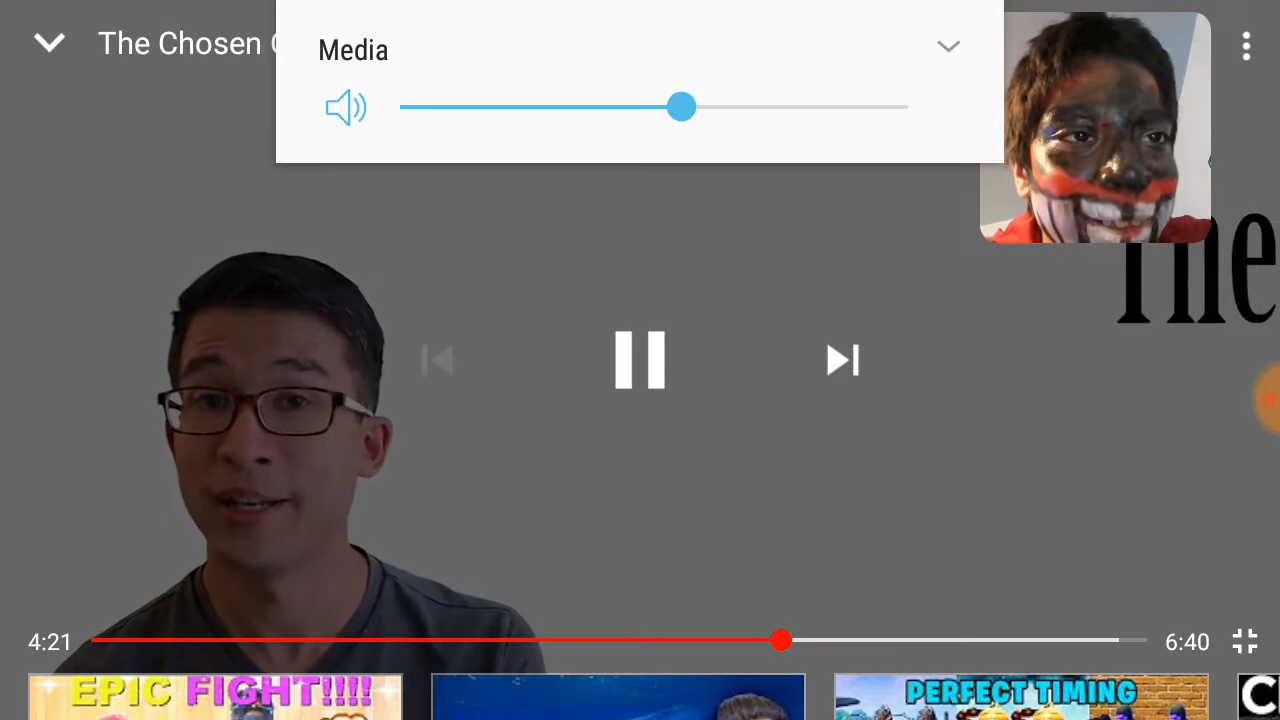 The Chosen
Media
The
4:21
6:40
EPIC FIGHT!!!!
PERFECT TIMING
C